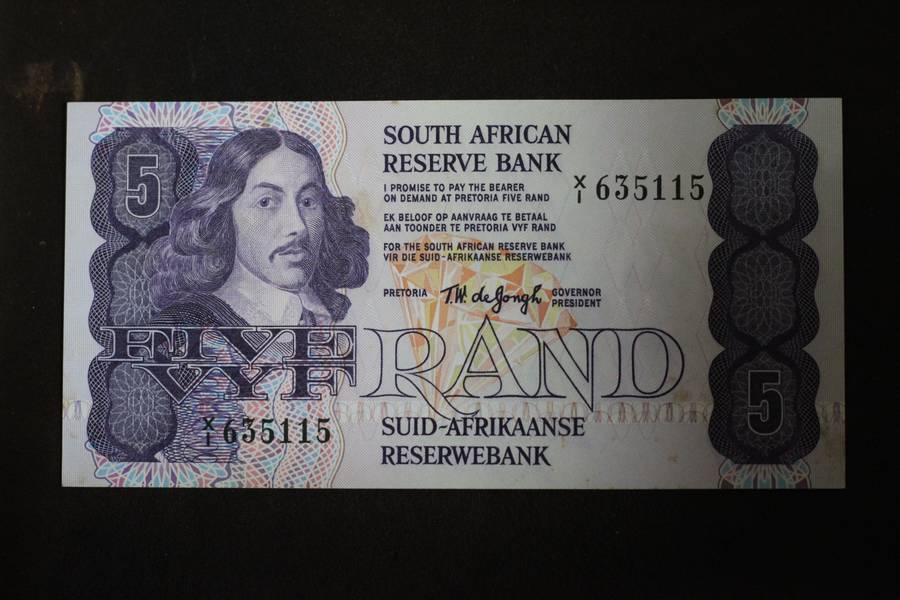 5
SOUTH AFRICAN
RESERVE BANK
I PROMISE TO PAY THE BEARER
ON DEMAND AT PRETORIA FIVE RAND
X/1 635115
EK BELOOF OP AANVRAAG TE BETAAL
AAN TOONDER TE PRETORIA VYF RAND
FOR THE SOUTH AFRICAN RESERVE BANK
VIR DIE SUID-AFRIKAANSE RESERWEBANK
PRETORIA T.W. de Jongh GOVERNOR
PRESIDENT
FIVE
VYF
RAND
5
X/1 635115
SUID-AFRIKAANSE
RESERWEBANK